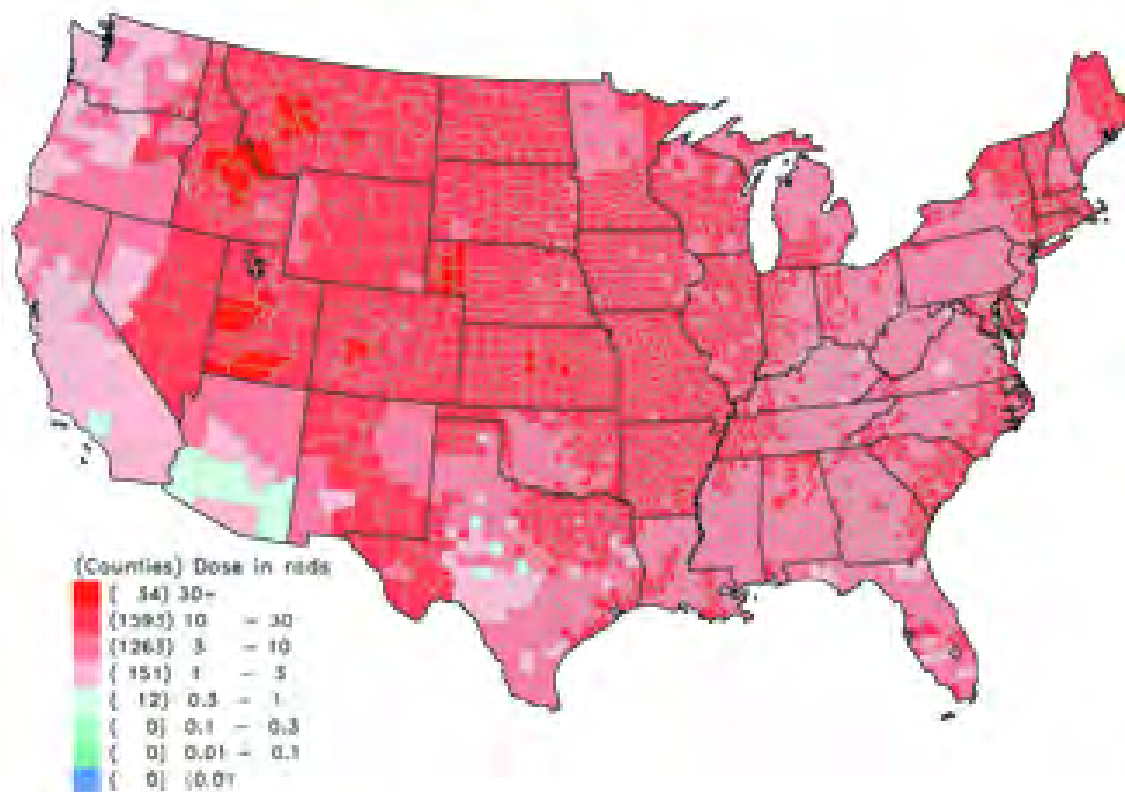 (Counties) Dose in rads
( 34) 30+
(1593) 10 - 30
(1263) 3 - 10
( 151) 1 - 3
( 12) 0.3 - 1
( 0) 0.1 - 0.3
( 0) 0.01 - 0.1
( 0) <0.01